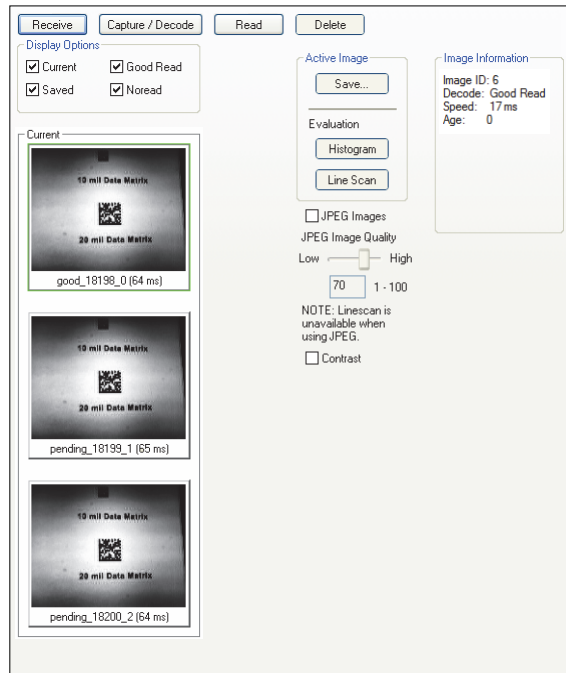 Receive Capture / Decode Read Delete
Display Options
Current Good Read
Saved Noread
Current
10 mil Data Matrix
20 mil Data Matrix
good_18198_0 (64 ms)
10 mil Data Matrix
20 mil Data Matrix
pending_18199_1 (65 ms)
10 mil Data Matrix
20 mil Data Matrix
pending_18200_2 (64 ms)
Active Image
Save...
Evaluation
Histogram
Line Scan
JPEG Images
JPEG Image Quality
Low High
70 1 - 100
NOTE: Linescan is
unavailable when
using JPEG.
Contrast
Image Information
Image ID: 6
Decode: Good Read
Speed: 17 ms
Age: 0